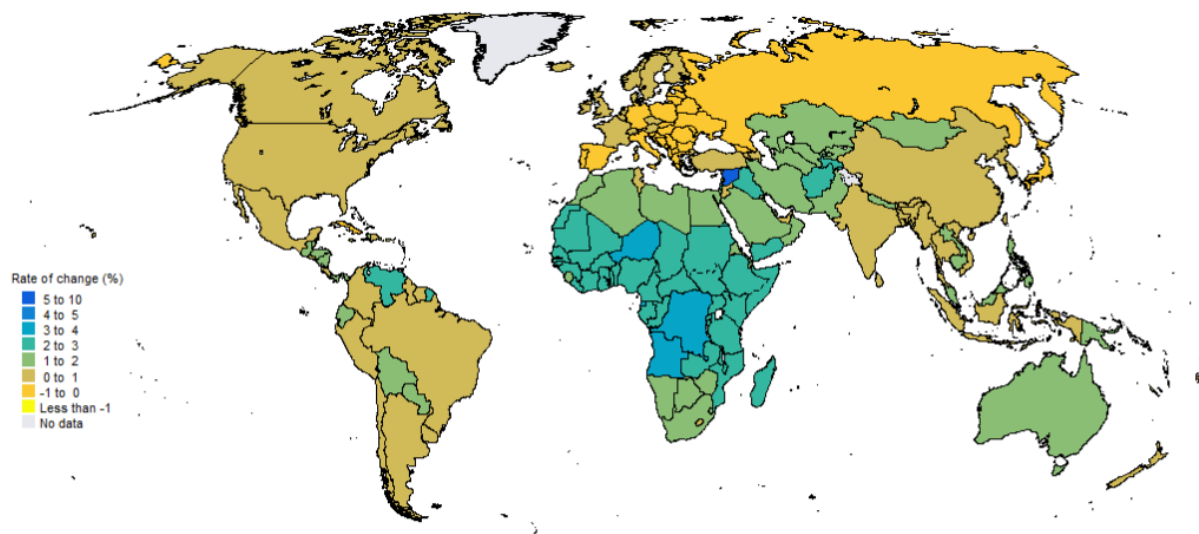 Rate of change (%)
5 to 10
4 to 5
3 to 4
2 to 3
1 to 2
0 to 1
-1 to 0
Less than -1
No data